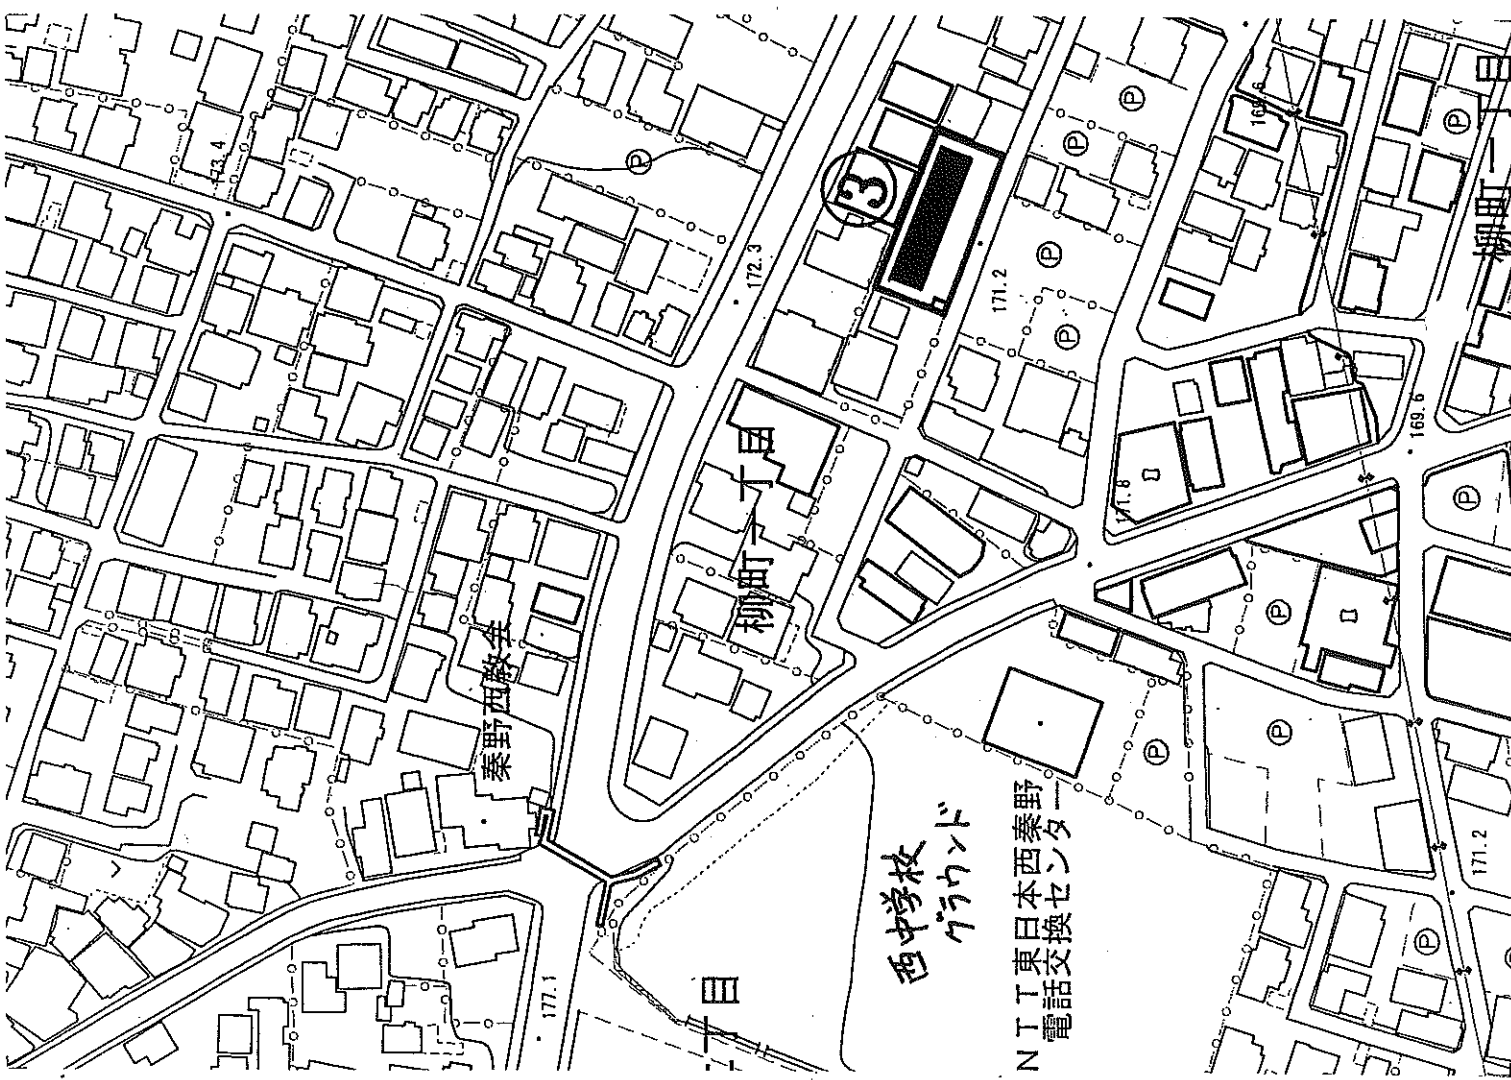 173.4
Ⓟ
172.3
③
171.2
Ⓟ
Ⓟ
Ⓟ
Ⓟ
169.6
Ⓟ
柳町一丁目
柳町一丁目
171.8
169.6
Ⓟ
秦野西教会
Ⓟ
Ⓟ
Ⓟ
西中学校
グラウンド
NTT東日本西秦野
電話交換センター
177.1
丁目
171.2
Ⓟ